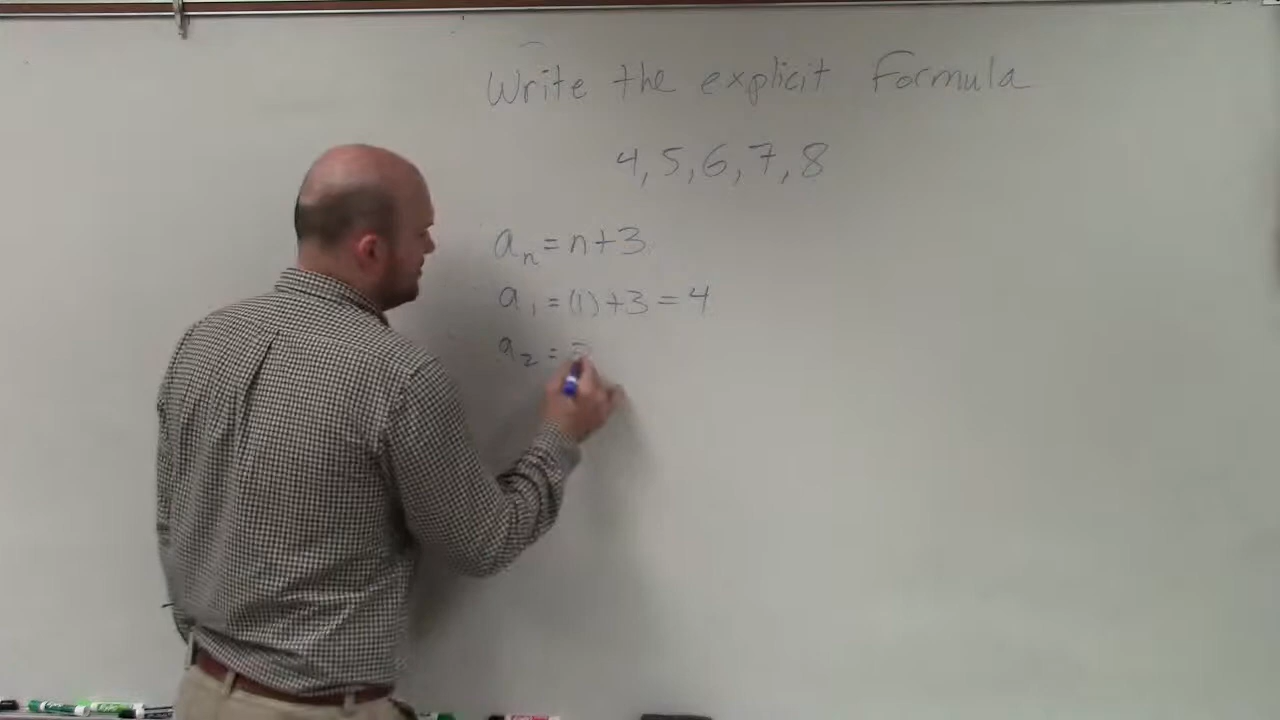 Write the explicit Formula
4, 5, 6, 7, 8
aₙ = n + 3
a₁ = (1) + 3 = 4
a₂ =